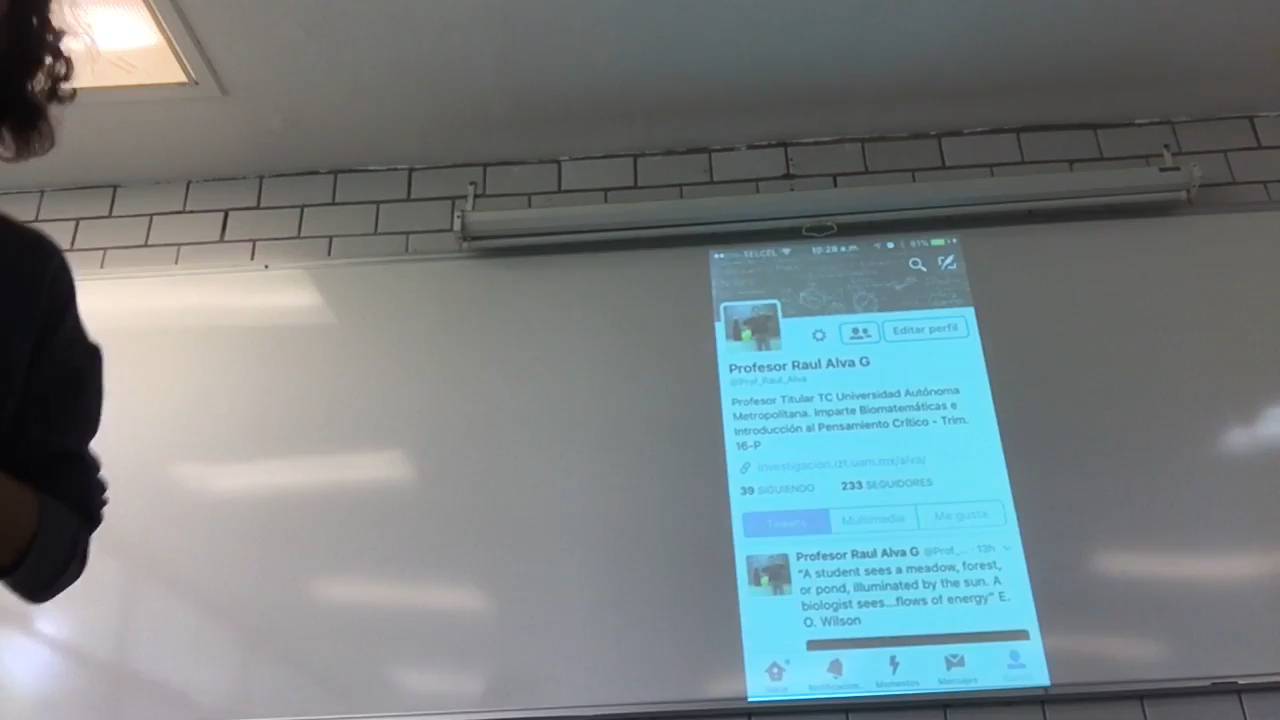 TELCEL 10:28 a.m. 81%
Editar perfil
Profesor Raul Alva G
@Prof_Raul_Alva
Profesor Titular TC Universidad Autónoma
Metropolitana. Imparte Biomatemáticas e
Introducción al Pensamiento Crítico - Trim.
16-P
investigacion.izt.uam.mx/alva/
39 SIGUIENDO 233 SEGUIDORES
Tweets Multimedia Me gusta
Profesor Raul Alva G @Prof_... · 13h
"A student sees a meadow, forest,
or pond, illuminated by the sun. A
biologist sees...flows of energy" E.
O. Wilson
Momentos Mensajes